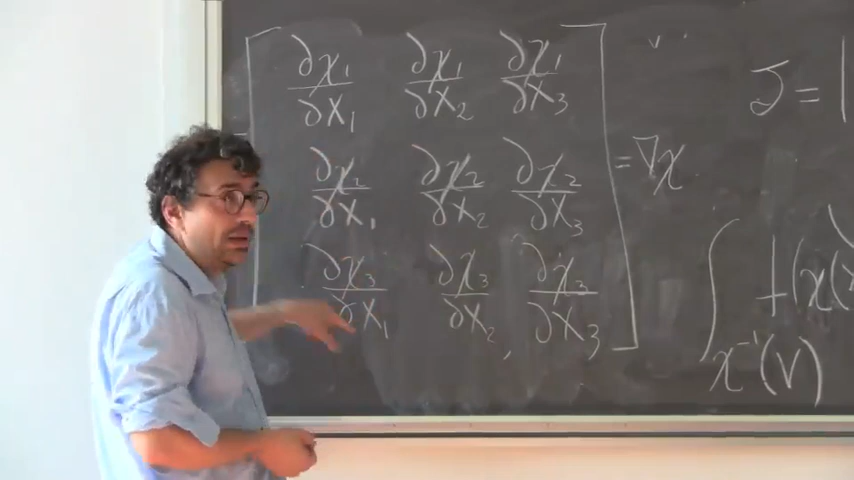 [ ∂χ₁/∂X₁ ∂χ₁/∂X₂ ∂χ₁/∂X₃
∂χ₂/∂X₁ ∂χ₂/∂X₂ ∂χ₂/∂X₃
∂χ₃/∂X₁ ∂χ₃/∂X₂ ∂χ₃/∂X₃ ] = ∇χ
J = |
∫ f(χ(
χ⁻¹(V)